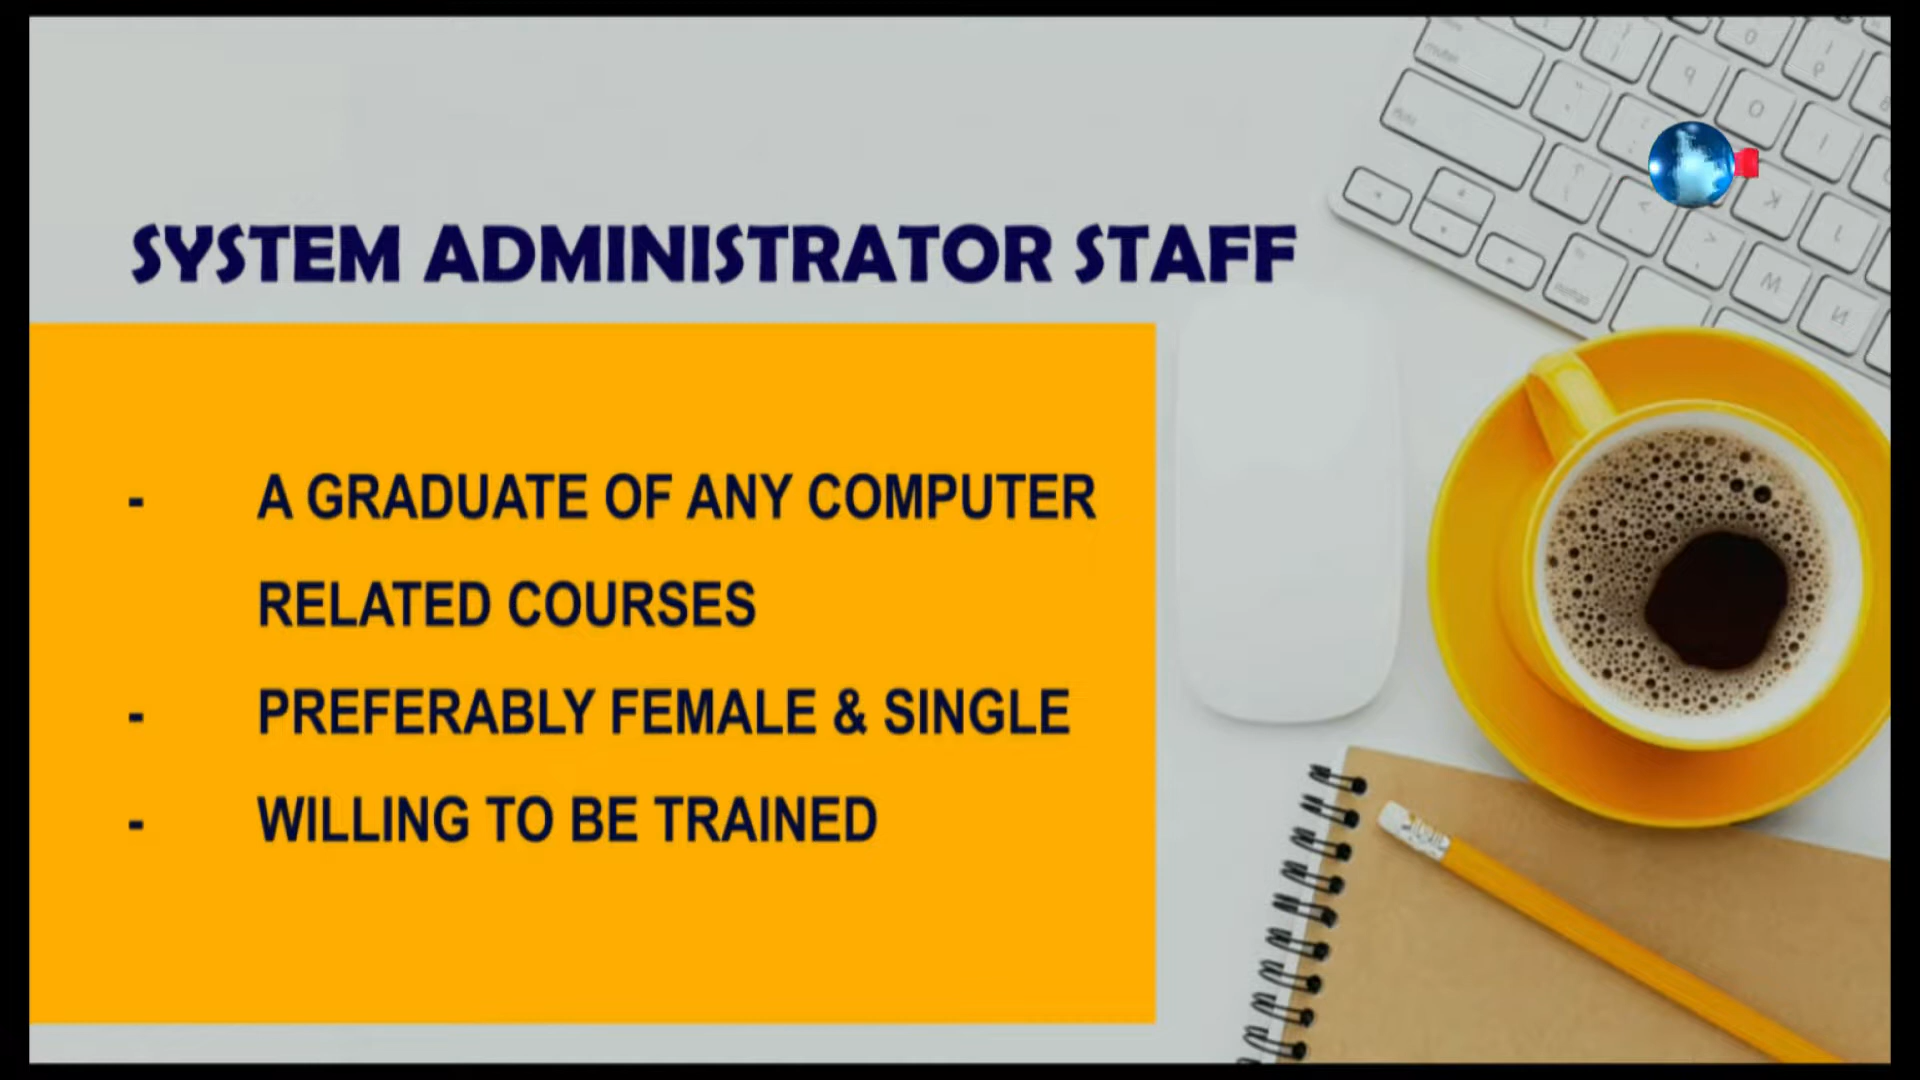 SYSTEM ADMINISTRATOR STAFF
- A GRADUATE OF ANY COMPUTER
RELATED COURSES
- PREFERABLY FEMALE & SINGLE
- WILLING TO BE TRAINED